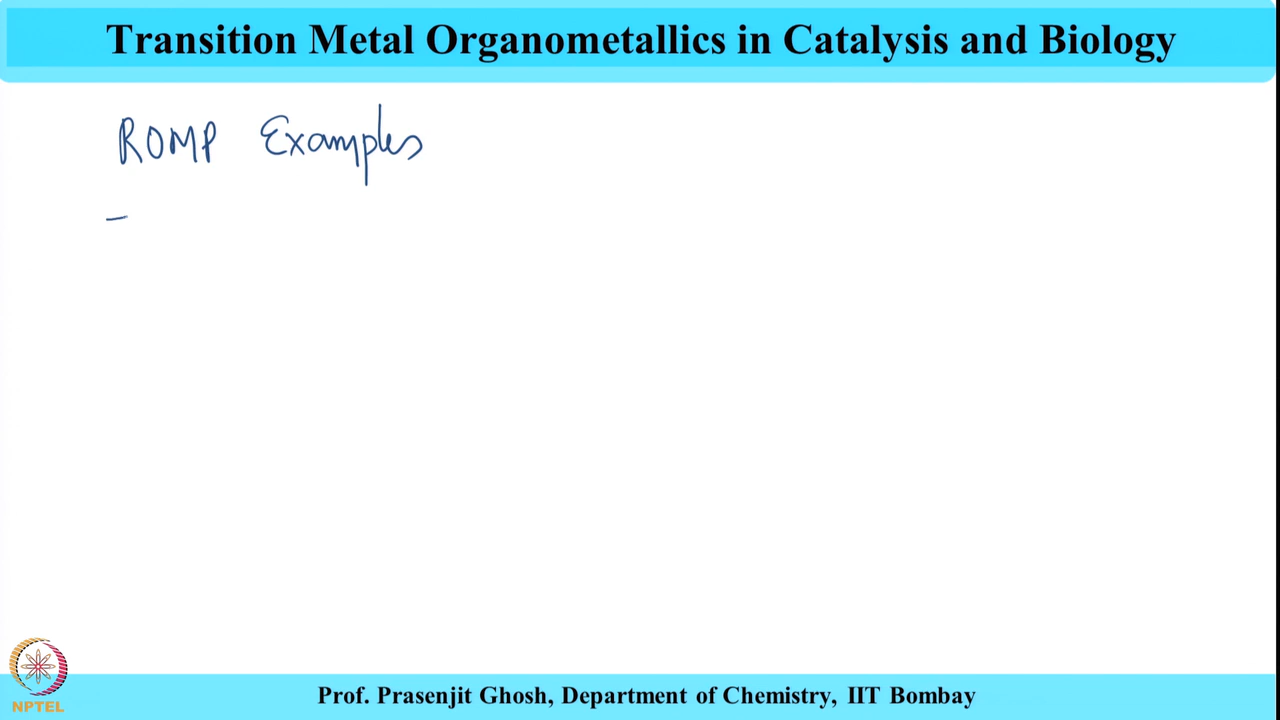 Transition Metal Organometallics in Catalysis and Biology
ROMP Examples
–
NPTEL
Prof. Prasenjit Ghosh, Department of Chemistry, IIT Bombay